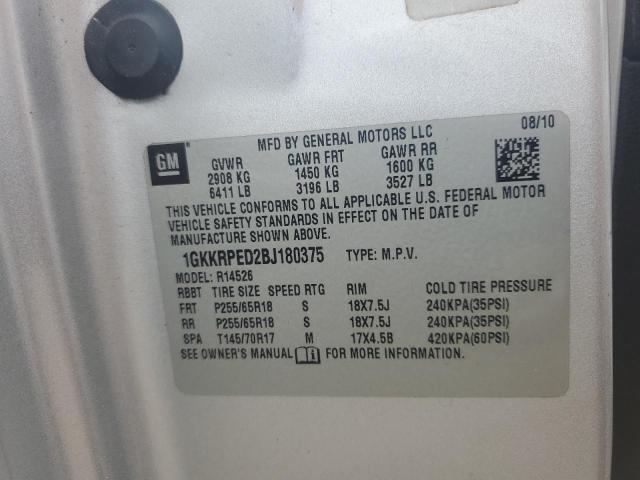 08/10
MFD BY GENERAL MOTORS LLC
GM
GVWR GAWR FRT GAWR RR
2908 KG 1450 KG 1600 KG
6411 LB 3196 LB 3527 LB
THIS VEHICLE CONFORMS TO ALL APPLICABLE U.S. FEDERAL MOTOR
VEHICLE SAFETY STANDARDS IN EFFECT ON THE DATE OF
MANUFACTURE SHOWN ABOVE.
1GKKRPED2BJ180375 TYPE: M.P.V.
MODEL: R14526
RBBT TIRE SIZE SPEED RTG RIM COLD TIRE PRESSURE
FRT P255/65R18 S 18X7.5J 240KPA(35PSI)
RR P255/65R18 S 18X7.5J 240KPA(35PSI)
SPA T145/70R17 M 17X4.5B 420KPA(60PSI)
SEE OWNER'S MANUAL FOR MORE INFORMATION.